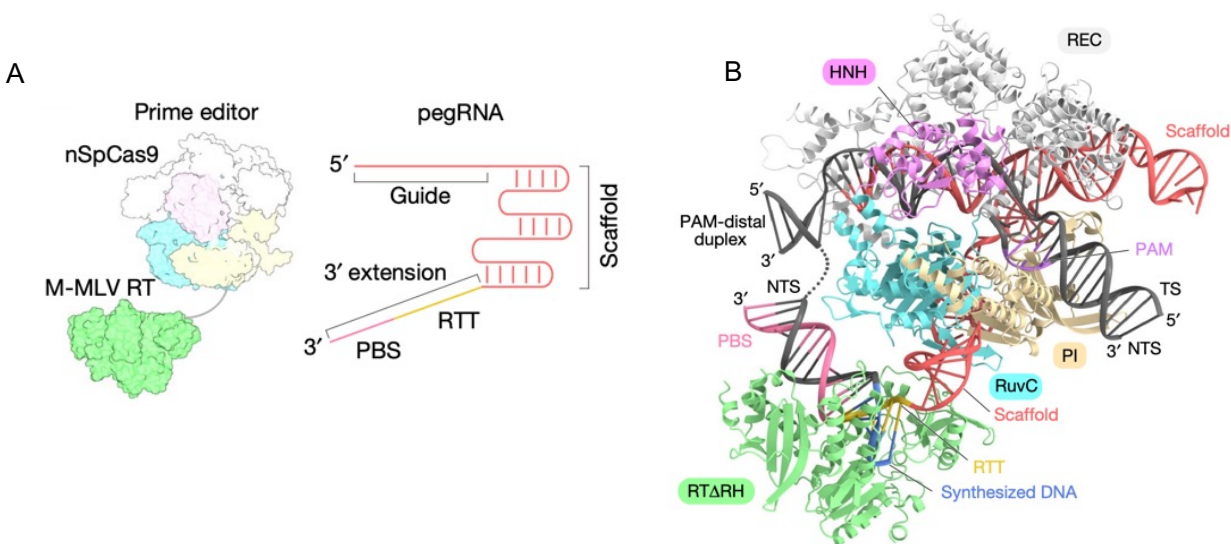 A
Prime editor
nSpCas9
M-MLV RT
pegRNA
5′
Guide
Scaffold
3′ extension
RTT
3′
PBS
B
REC
HNH
Scaffold
5′
PAM-distal
duplex
3′
PAM
NTS
3′
TS
5′
PBS
3′ NTS
PI
RuvC
Scaffold
RTT
RTΔRH
Synthesized DNA